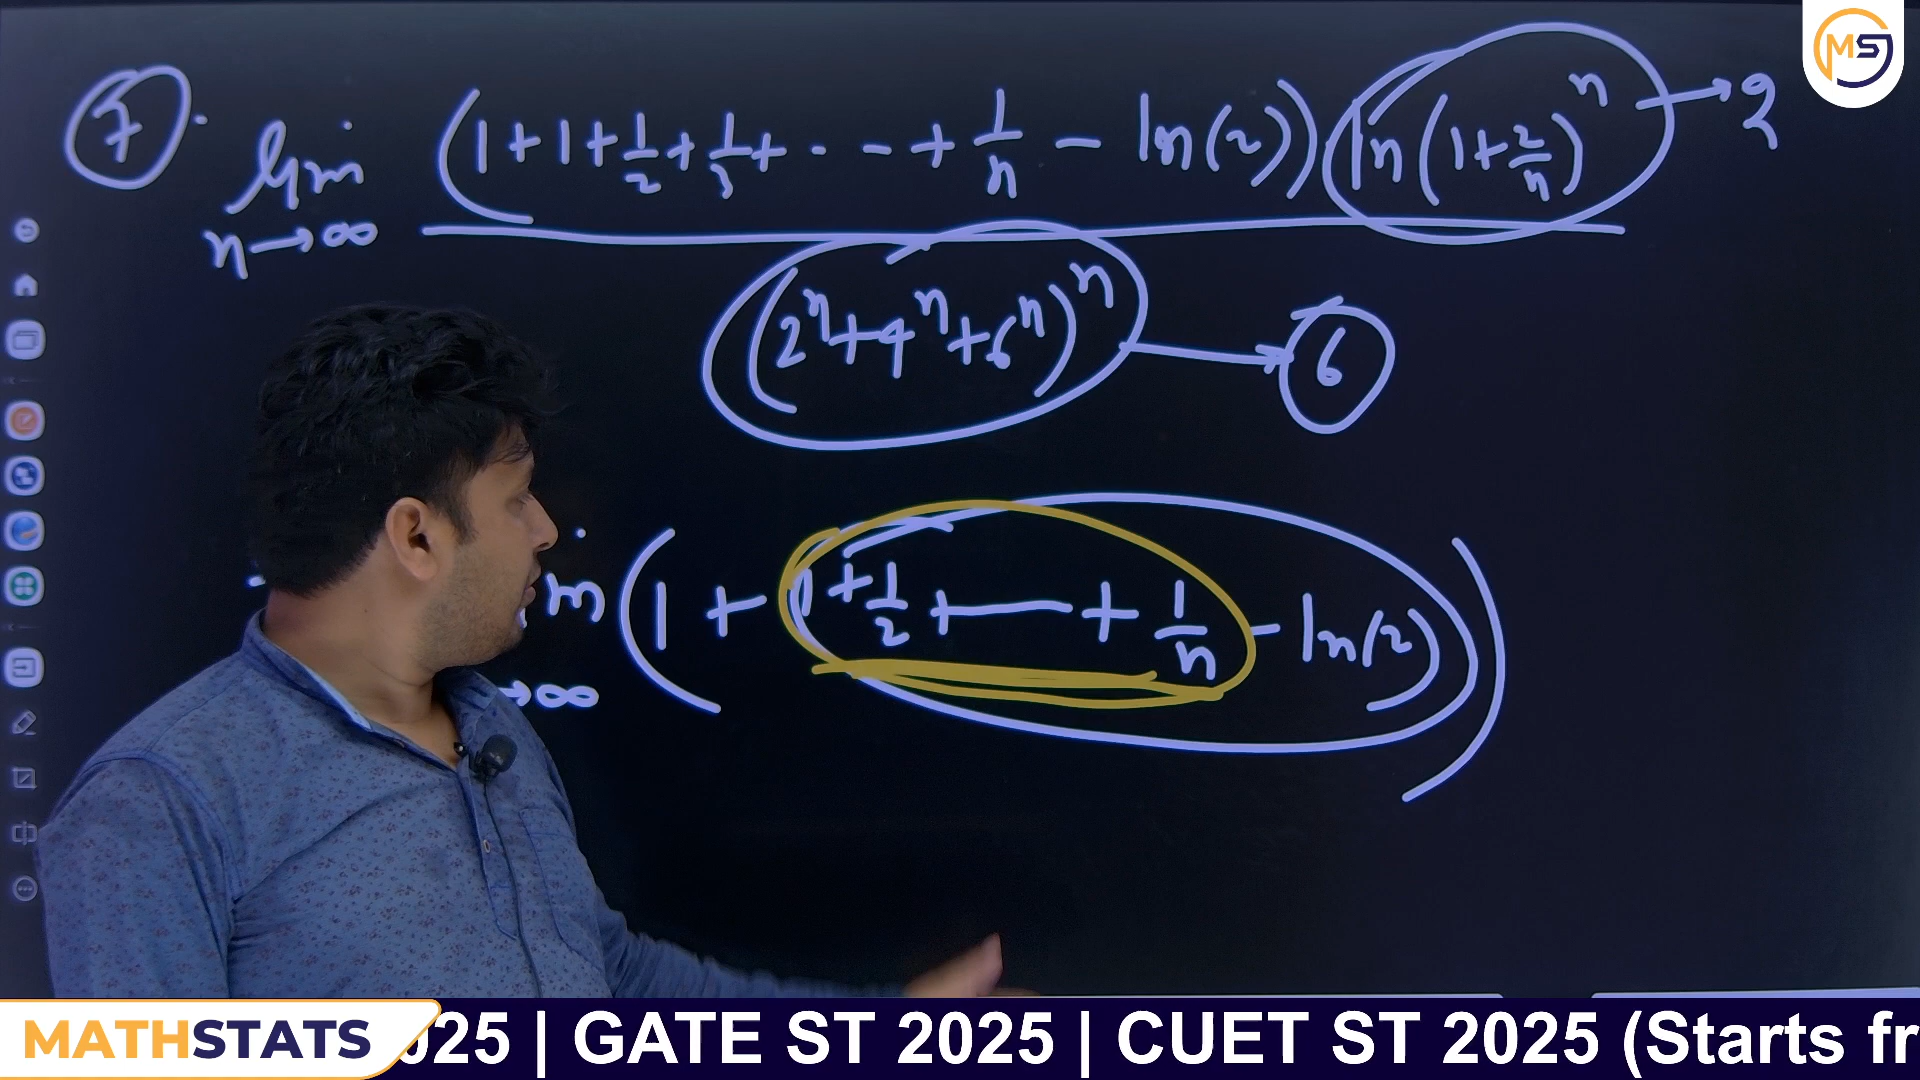 MS
7.
lim n→∞ (1+1+1/2+1/3+ · - - + 1/n - ln(2)) ln(1+2/n)^n → 2
(2^n+4^n+6^n)^n → 6
m →∞ (1 + 1+1/2+ — + 1/n - ln(2))
MATHSTATS 025 | GATE ST 2025 | CUET ST 2025 (Starts fr